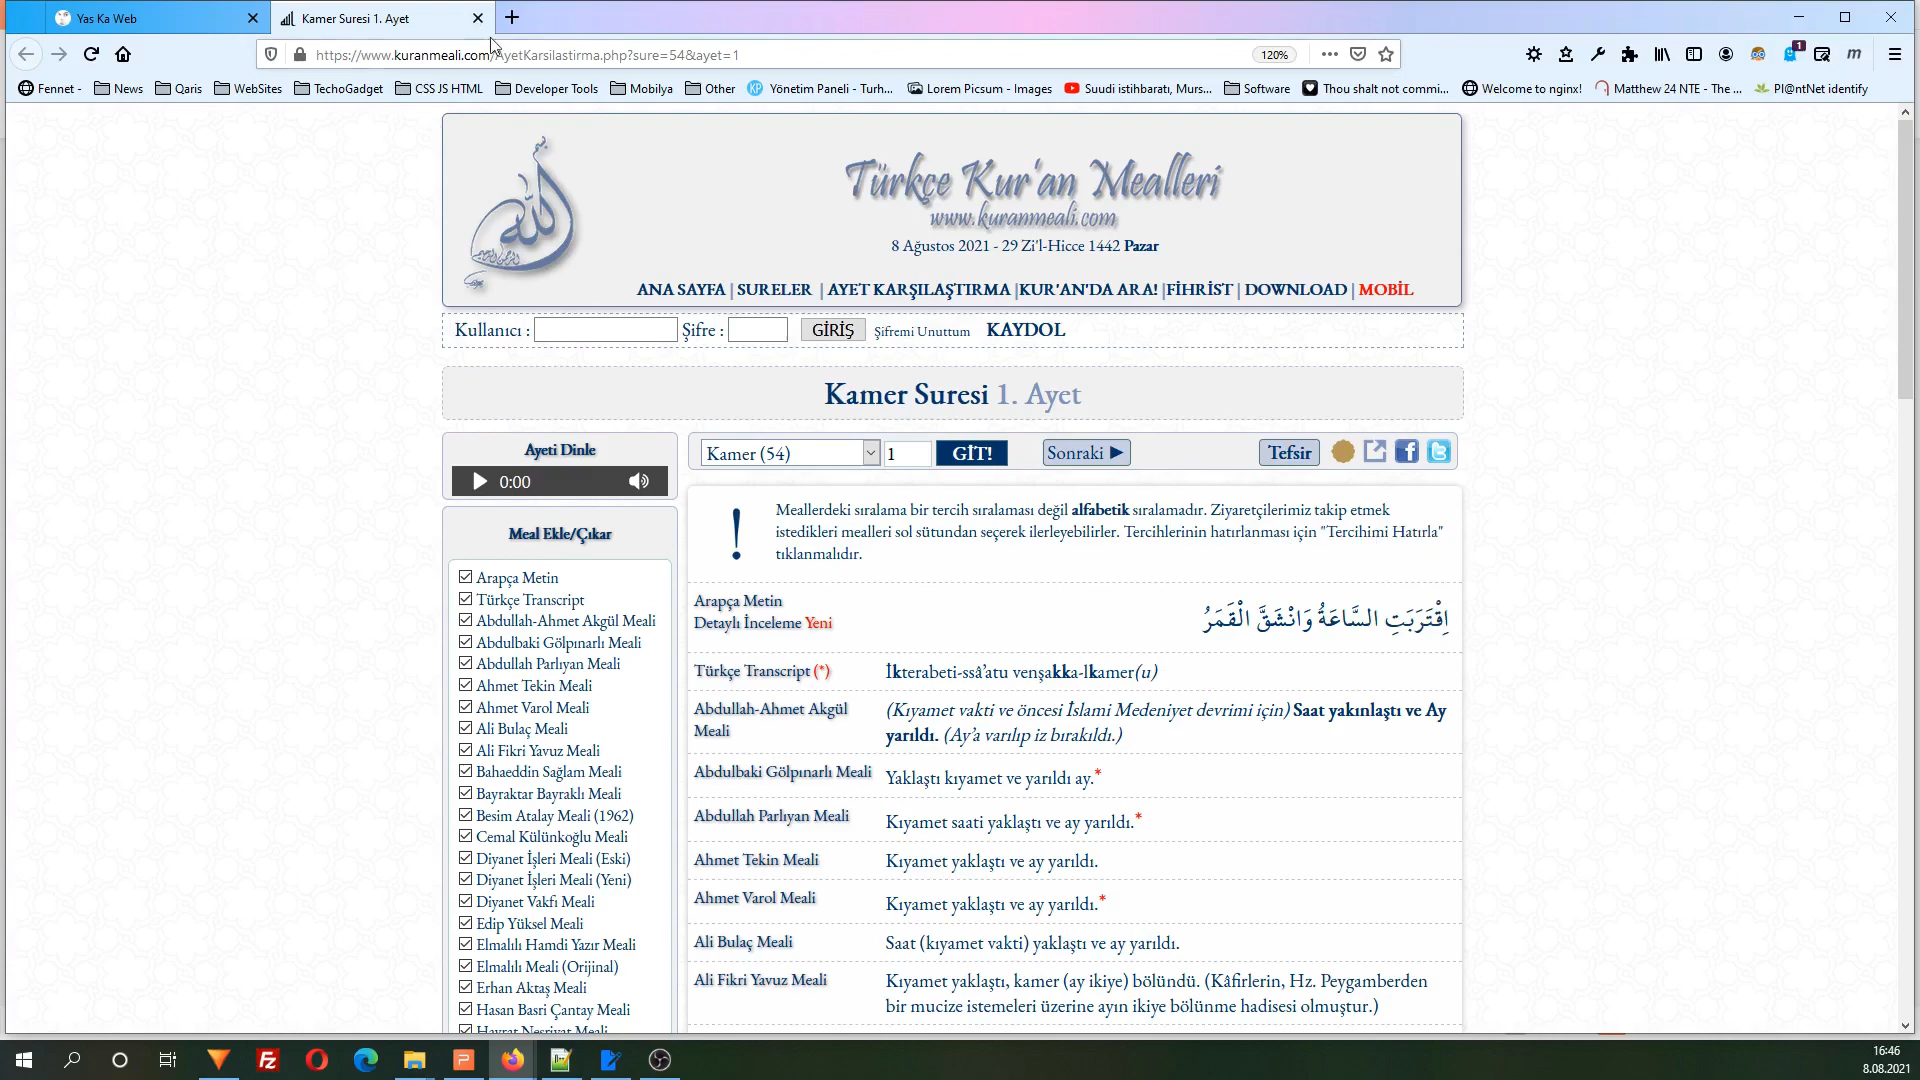 Yas Ka Web
Kamer Suresi 1. Ayet
https://www.kuranmeali.com/AyetKarsilastirma.php?sure=54&ayet=1
120%
1
m
Fennet -
News
Qaris
WebSites
TechoGadget
CSS JS HTML
Developer Tools
Mobilya
Other
KP
Yönetim Paneli - Turh...
Lorem Picsum - Images
Suudi istihbaratı, Murs...
Software
Thou shalt not commi...
Welcome to nginx!
Matthew 24 NTE - The ...
Pl@ntNet identify
Türkçe Kur'an Mealleri
www.kuranmeali.com
8 Ağustos 2021 - 29 Zi'l-Hicce 1442 Pazar
ANA SAYFA | SURELER | AYET KARŞILAŞTIRMA |KUR'AN'DA ARA! |FİHRİST | DOWNLOAD | MOBİL
Kullanıcı : Şifre : GİRİŞ Şifremi Unuttum KAYDOL
Kamer Suresi 1. Ayet
Ayeti Dinle
0:00
Meal Ekle/Çıkar
Arapça Metin
Türkçe Transcript
Abdullah-Ahmet Akgül Meali
Abdulbaki Gölpınarlı Meali
Abdullah Parlıyan Meali
Ahmet Tekin Meali
Ahmet Varol Meali
Ali Bulaç Meali
Ali Fikri Yavuz Meali
Bahaeddin Sağlam Meali
Bayraktar Bayraklı Meali
Besim Atalay Meali (1962)
Cemal Külünkoğlu Meali
Diyanet İşleri Meali (Eski)
Diyanet İşleri Meali (Yeni)
Diyanet Vakfı Meali
Edip Yüksel Meali
Elmalılı Hamdi Yazır Meali
Elmalılı Meali (Orijinal)
Erhan Aktaş Meali
Hasan Basri Çantay Meali
Hayrat Neşriyat Meali
Kamer (54) 1 GİT! Sonraki ► Tefsir
!
Meallerdeki sıralama bir tercih sıralaması değil alfabetik sıralamadır. Ziyaretçilerimiz takip etmek
istedikleri mealleri sol sütundan seçerek ilerleyebilirler. Tercihlerinin hatırlanması için "Tercihimi Hatırla"
tıklanmalıdır.
Arapça Metin
Detaylı İnceleme Yeni
اِقْتَرَبَتِ السَّاعَةُ وَانْشَقَّ الْقَمَرُ
Türkçe Transcript (*)
İkterabeti-ssâ’atu venşakka-lkamer(u)
Abdullah-Ahmet Akgül
Meali
(Kıyamet vakti ve öncesi İslami Medeniyet devrimi için) Saat yakınlaştı ve Ay
yarıldı. (Ay’a varılıp iz bırakıldı.)
Abdulbaki Gölpınarlı Meali
Yaklaştı kıyamet ve yarıldı ay.*
Abdullah Parlıyan Meali
Kıyamet saati yaklaştı ve ay yarıldı.*
Ahmet Tekin Meali
Kıyamet yaklaştı ve ay yarıldı.
Ahmet Varol Meali
Kıyamet yaklaştı ve ay yarıldı.*
Ali Bulaç Meali
Saat (kıyamet vakti) yaklaştı ve ay yarıldı.
Ali Fikri Yavuz Meali
Kıyamet yaklaştı, kamer (ay ikiye) bölündü. (Kâfirlerin, Hz. Peygamberden
bir mucize istemeleri üzerine ayın ikiye bölünme hadisesi olmuştur.)
16:46
8.08.2021